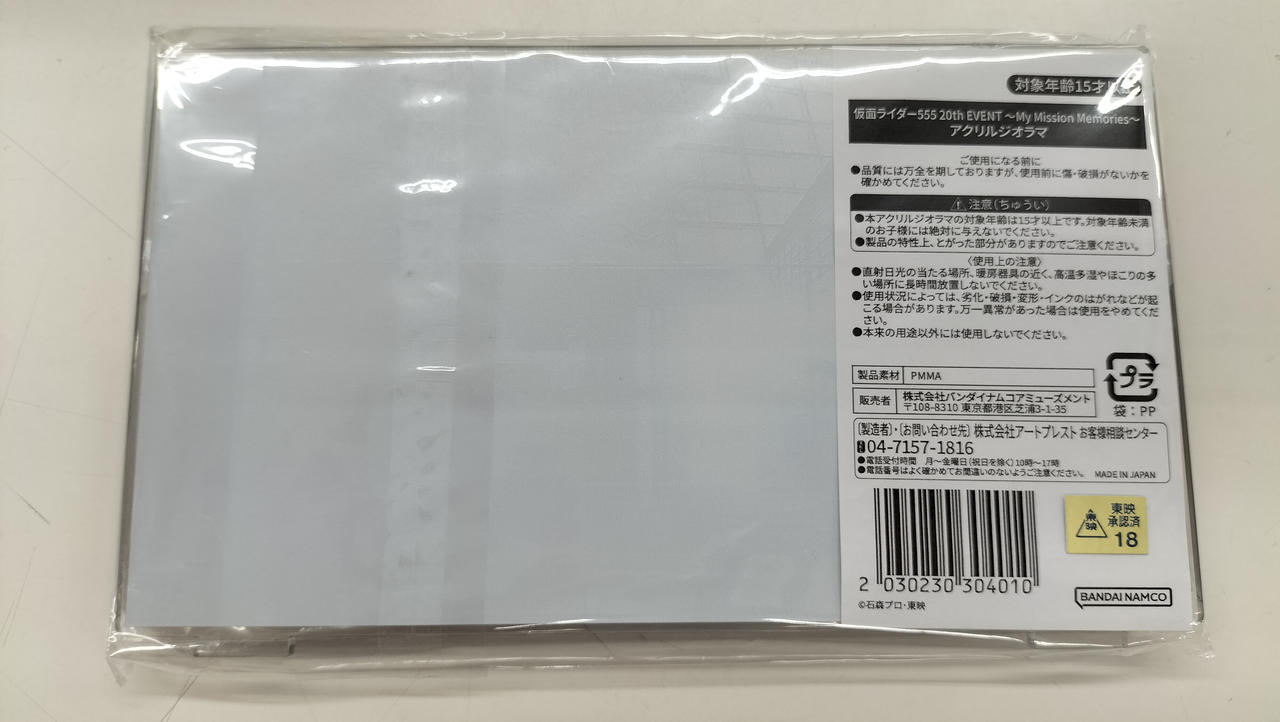 対象年齢15才以上
仮面ライダー555 20th EVENT ～My Mission Memories～
アクリルジオラマ
ご使用になる前に
●品質には万全を期しておりますが、使用前に傷・破損がないかを
確かめてください。
注意(ちゅうい)
●本アクリルジオラマの対象年齢は15才以上です。対象年齢未満
のお子様には絶対に与えないでください。
●製品の特性上、とがった部分がありますのでご注意ください。
〈使用上の注意〉
●直射日光の当たる場所、暖房器具の近く、高温多湿やほこりの多
い場所に長時間放置しないでください。
●使用状況によっては、劣化・破損・変形・インクのはがれなどが起
こる場合があります。万一異常があった場合は使用をやめてくだ
さい。
●本来の用途以外には使用しないでください。
製品素材 PMMA
販売者 株式会社バンダイナムコアミューズメント
〒108-8310 東京都港区芝浦3-1-35
プラ
袋：PP
〔製造者〕・〔お問い合わせ先〕 株式会社アートプレスト お客様相談センター
04-7157-1816
●電話受付時間 月～金曜日(祝日を除く)10時～17時
●電話番号はよく確かめてお間違いのないようご注意ください。 MADE IN JAPAN
2 030230 304010
©石森プロ・東映
東映
東映
承認済
18
BANDAI NAMCO